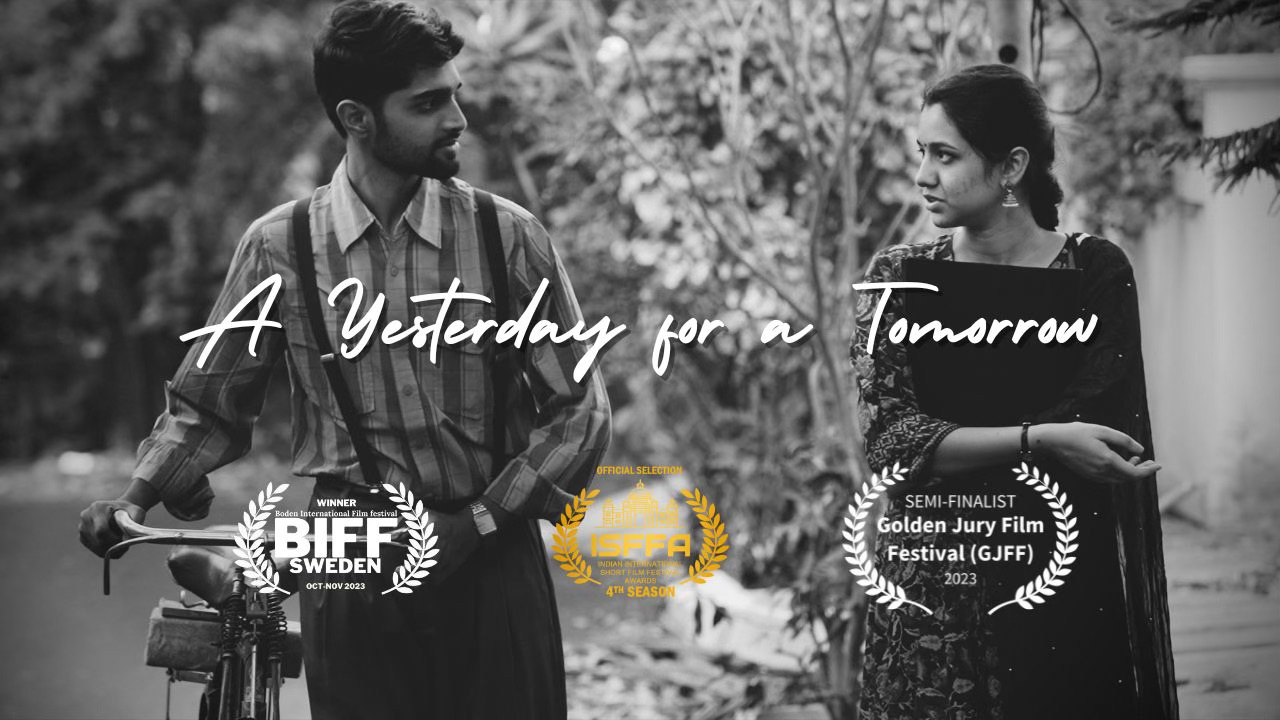 A Yesterday for a Tomorrow
WINNER
Boden International Film festival
BIFF
SWEDEN
OCT-NOV 2023
OFFICIAL SELECTION
ISFFA
INDIAN INTERNATIONAL
SHORT FILM FESTIVAL
AWARDS
4TH SEASON
SEMI-FINALIST
Golden Jury Film
Festival (GJFF)
2023